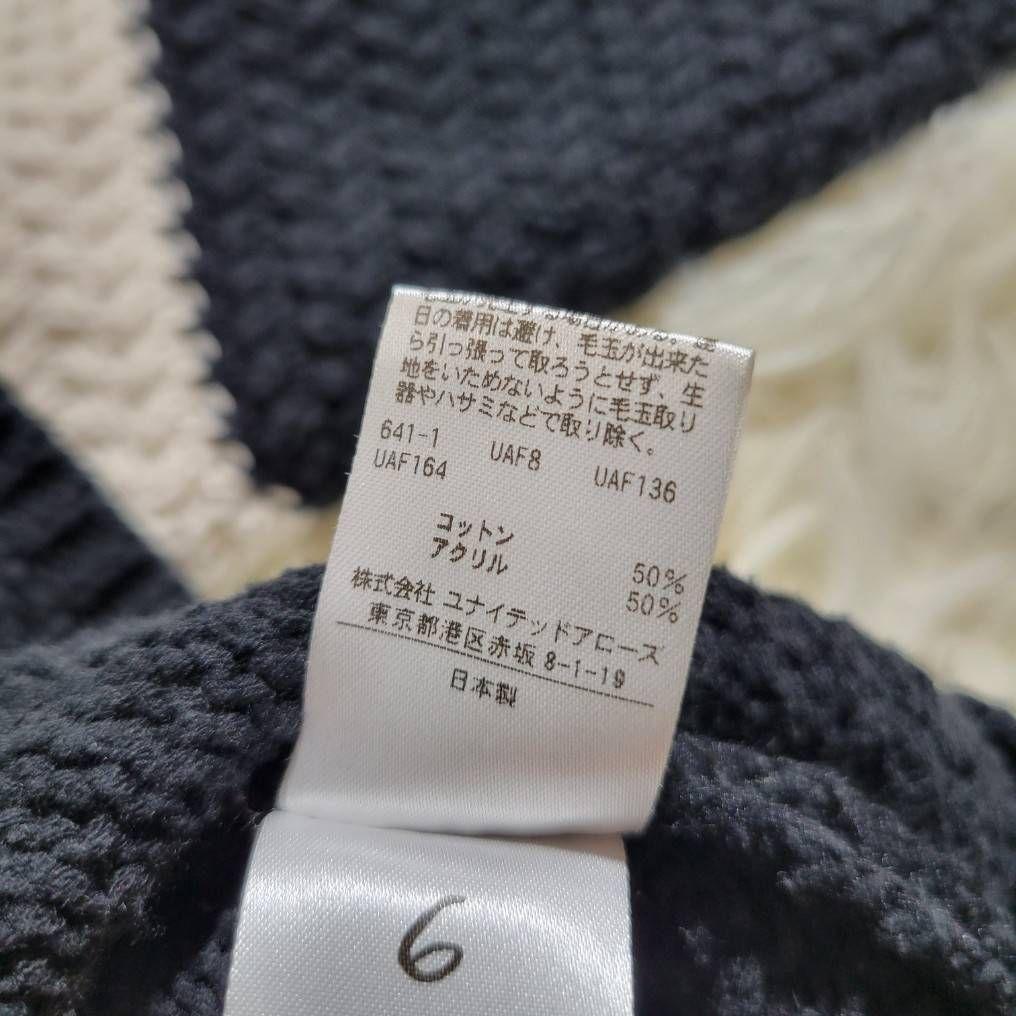 日の着用は避け、毛玉が出来た
ら引っ張って取ろうとせず、生
地をいためないように毛玉取り
器やハサミなどで取り除く。
641-1 UAF8 UAF136
UAF164
コットン 50%
アクリル 50%
株式会社 ユナイテッドアローズ
東京都港区赤坂 8-1-19
日本製
6